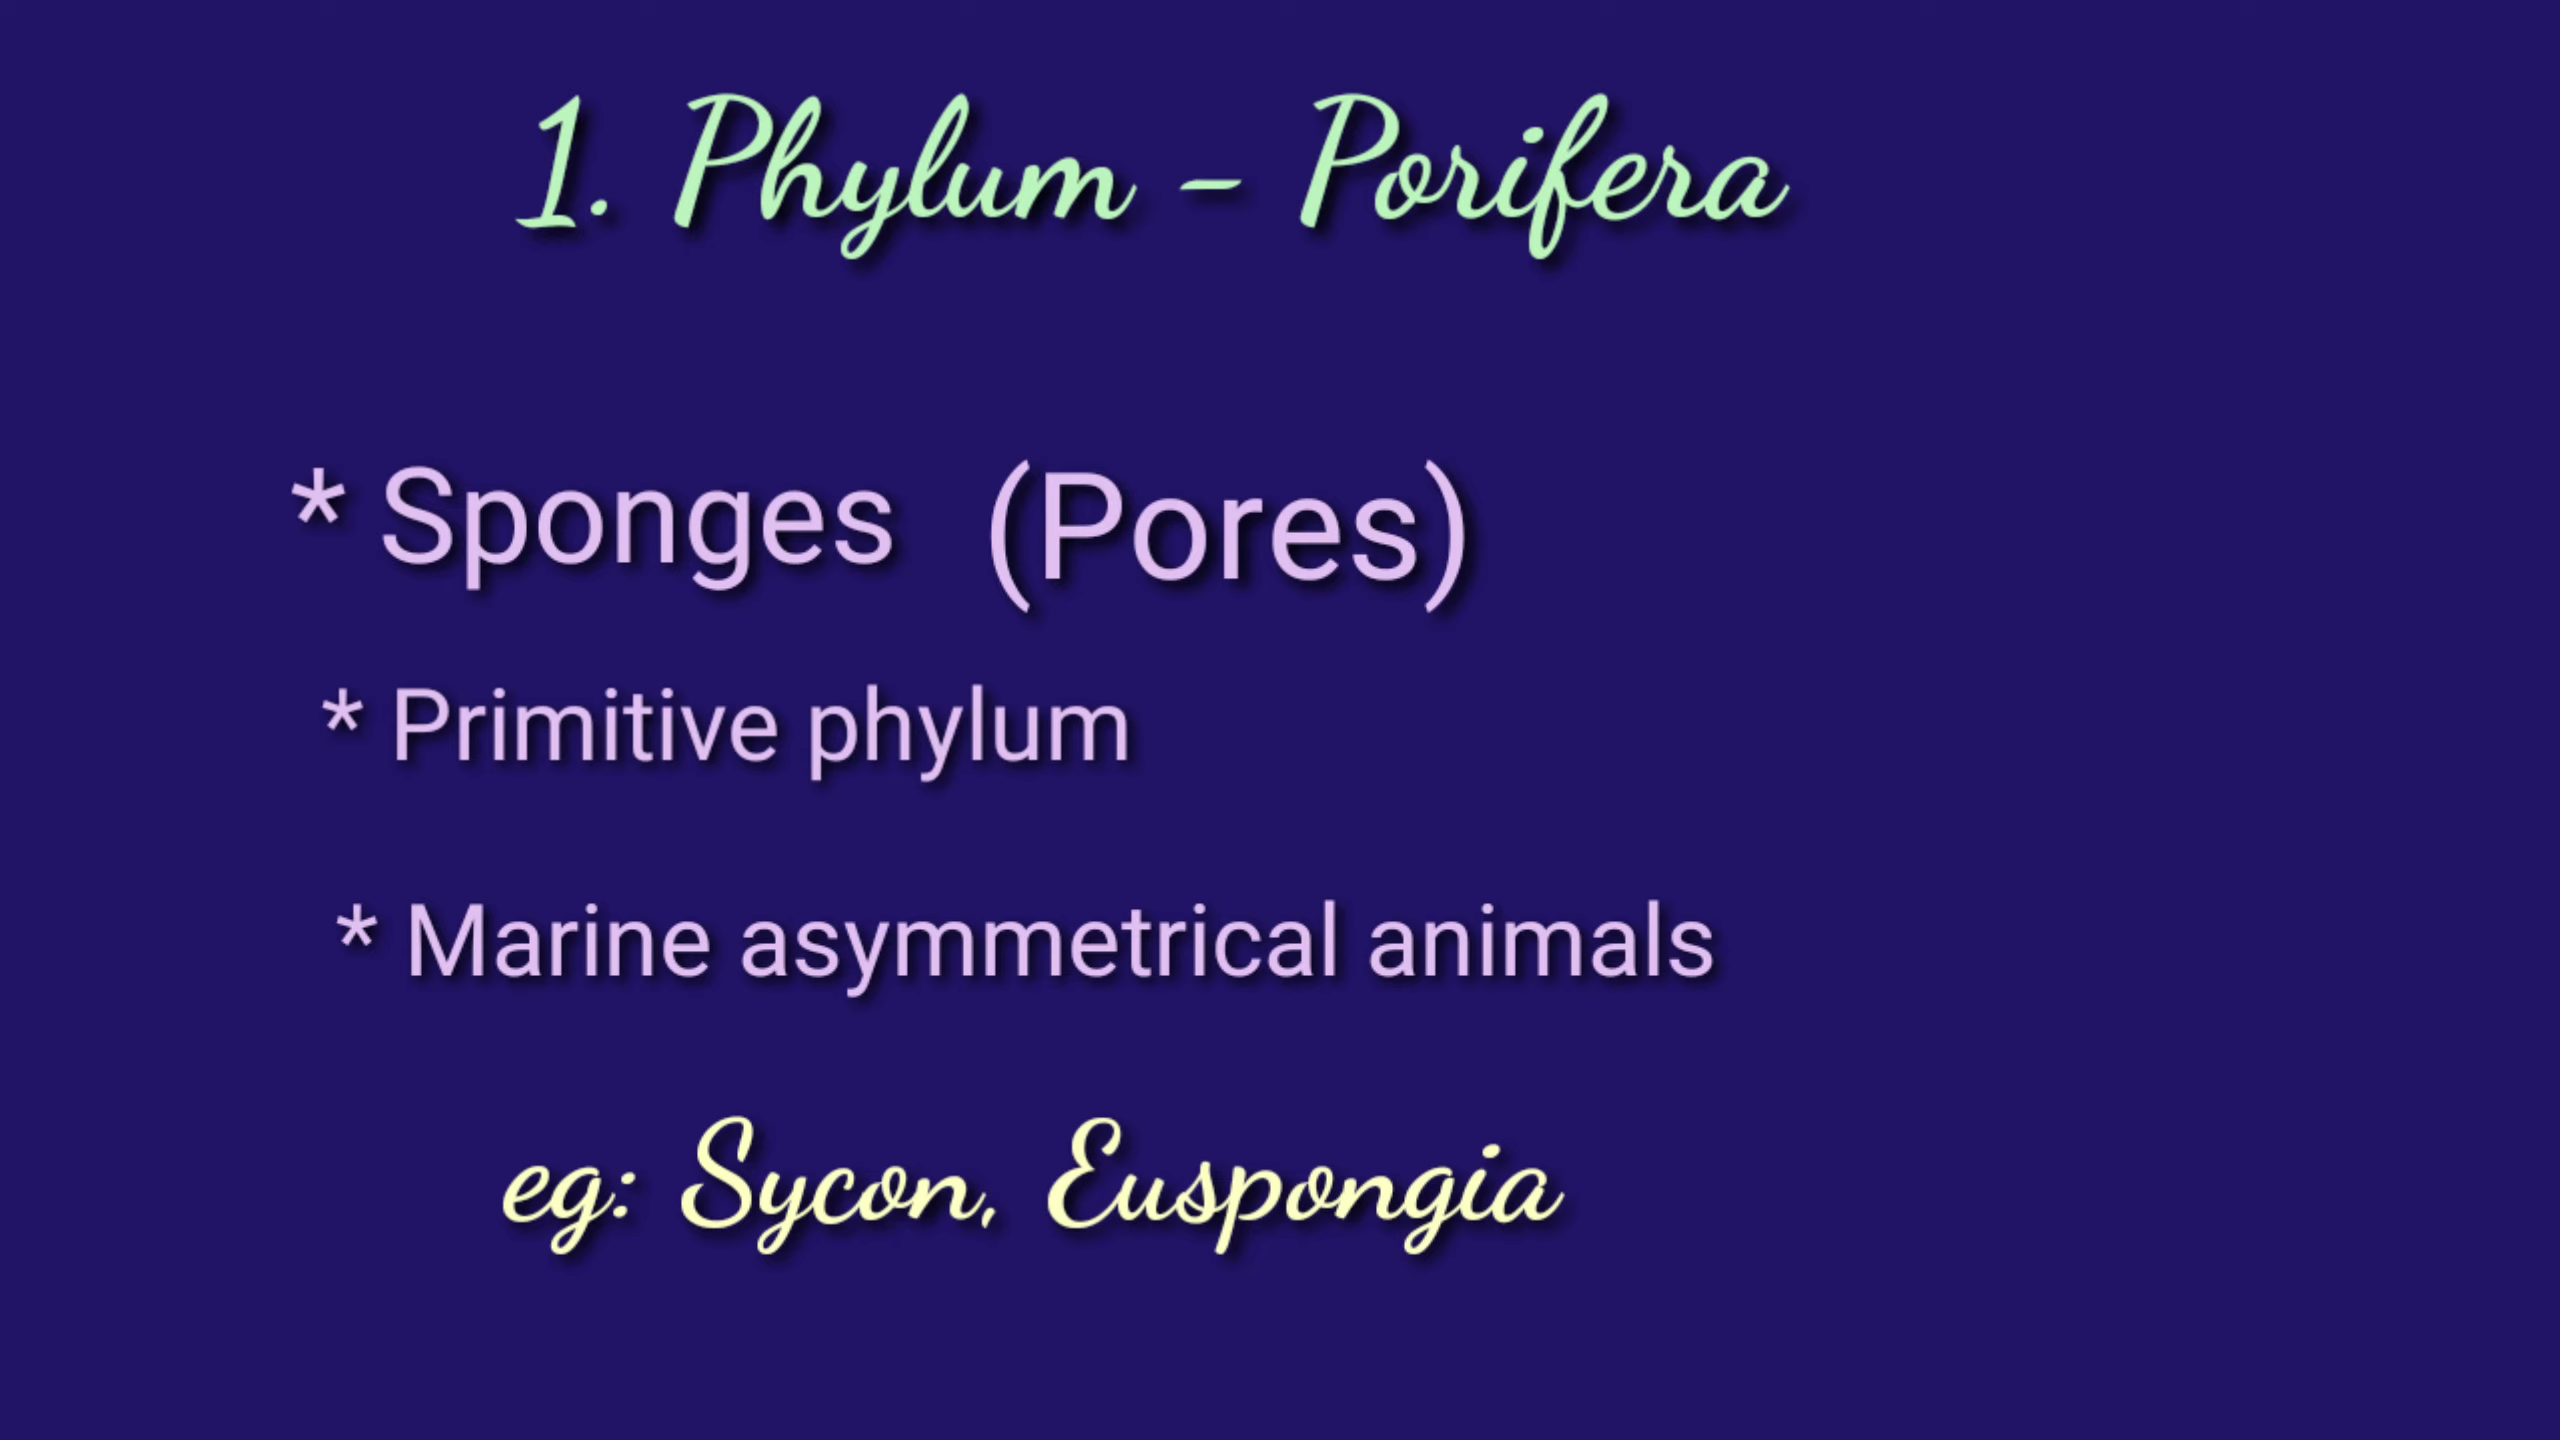 1. Phylum - Porifera
* Sponges (Pores)
* Primitive phylum
* Marine asymmetrical animals
eg: Sycon, Euspongia